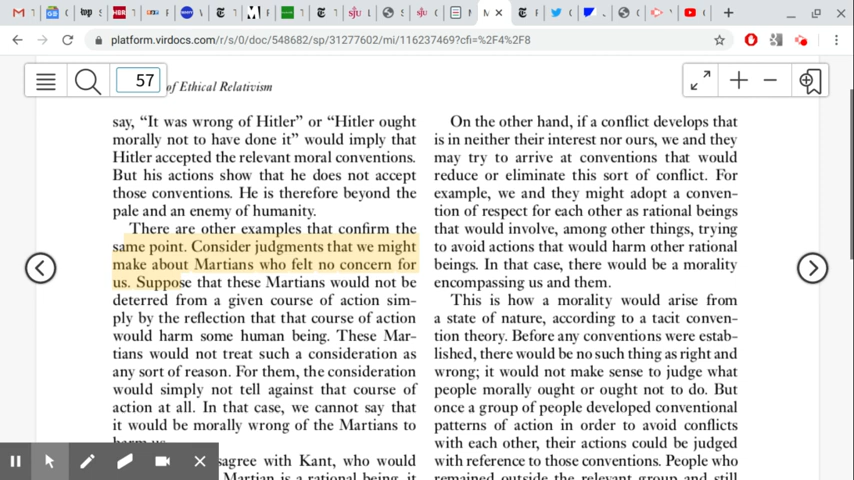 platform.virdocs.com/r/s/0/doc/548682/sp/31277602/mi/116237469?cfi=%2F4%2F8
57
of Ethical Relativism
say, “It was wrong of Hitler” or “Hitler ought
morally not to have done it” would imply that
Hitler accepted the relevant moral conventions.
But his actions show that he does not accept
those conventions. He is therefore beyond the
pale and an enemy of humanity.
There are other examples that confirm the
same point. Consider judgments that we might
make about Martians who felt no concern for
us. Suppose that these Martians would not be
deterred from a given course of action sim-
ply by the reflection that that course of action
would harm some human being. These Mar-
tians would not treat such a consideration as
any sort of reason. For them, the consideration
would simply not tell against that course of
action at all. In that case, we cannot say that
it would be morally wrong of the Martians to
harm us.
sagree with Kant, who would
Martian is a rational being, it
On the other hand, if a conflict develops that
is in neither their interest nor ours, we and they
may try to arrive at conventions that would
reduce or eliminate this sort of conflict. For
example, we and they might adopt a conven-
tion of respect for each other as rational beings
that would involve, among other things, trying
to avoid actions that would harm other rational
beings. In that case, there would be a morality
encompassing us and them.
This is how a morality would arise from
a state of nature, according to a tacit conven-
tion theory. Before any conventions were estab-
lished, there would be no such thing as right and
wrong; it would not make sense to judge what
people morally ought or ought not to do. But
once a group of people developed conventional
patterns of action in order to avoid conflicts
with each other, their actions could be judged
with reference to those conventions. People who
remained outside the relevant group and still